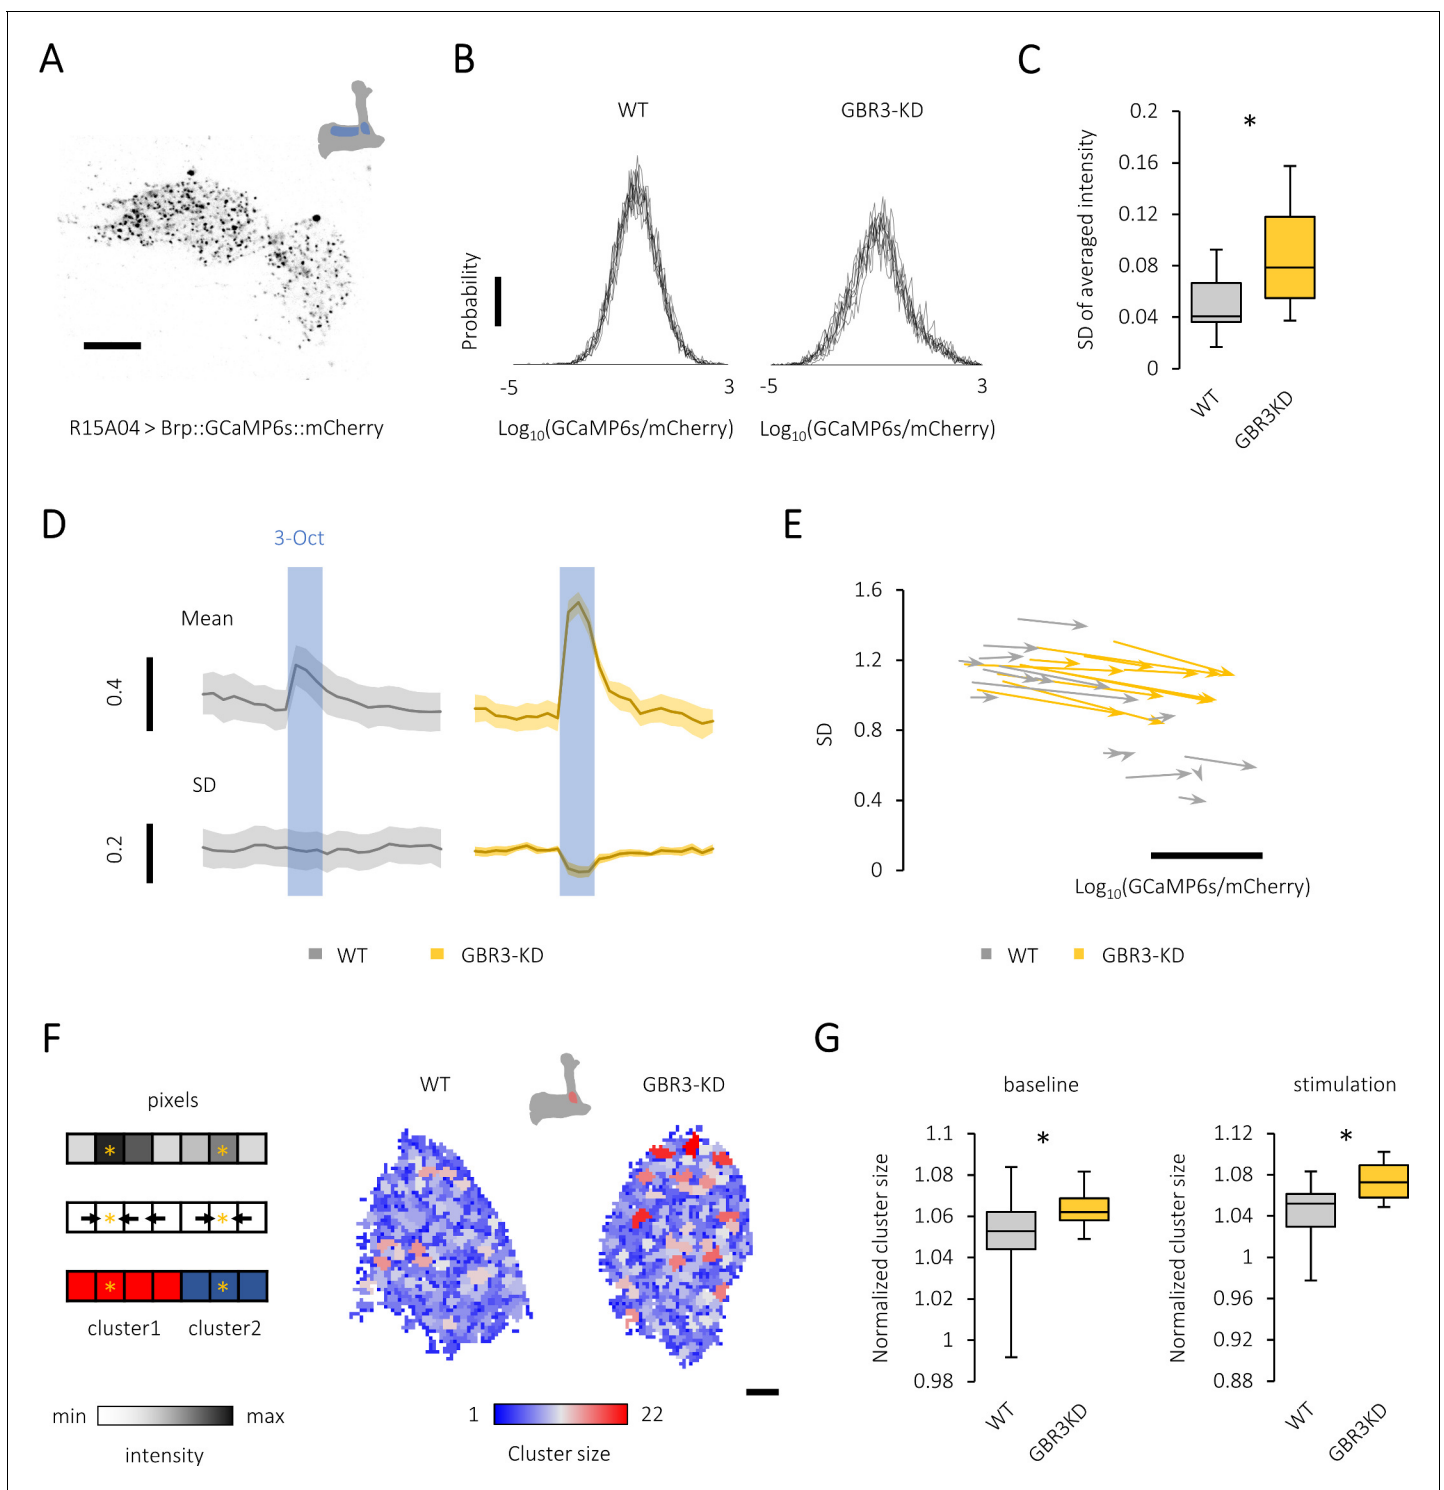 A
R15A04 > Brp::GCaMP6s::mCherry
B
WT
GBR3-KD
Probability
-5
3
-5
3
Log10(GCaMP6s/mCherry)
Log10(GCaMP6s/mCherry)
C
SD of averaged intensity
0.2
0.16
0.12
0.08
0.04
0
*
WT
GBR3KD
D
3-Oct
Mean
0.4
SD
0.2
WT
GBR3-KD
E
SD
1.6
1.2
0.8
0.4
0
Log10(GCaMP6s/mCherry)
WT
GBR3-KD
F
pixels
* *
* *
* *
cluster1 cluster2
min
max
intensity
WT
GBR3-KD
1
22
Cluster size
G
baseline
Normalized cluster size
1.1
1.08
1.06
1.04
1.02
1
0.98
*
WT
GBR3KD
stimulation
Normalized cluster size
1.12
1.08
1.04
1
0.96
0.92
0.88
*
WT
GBR3KD